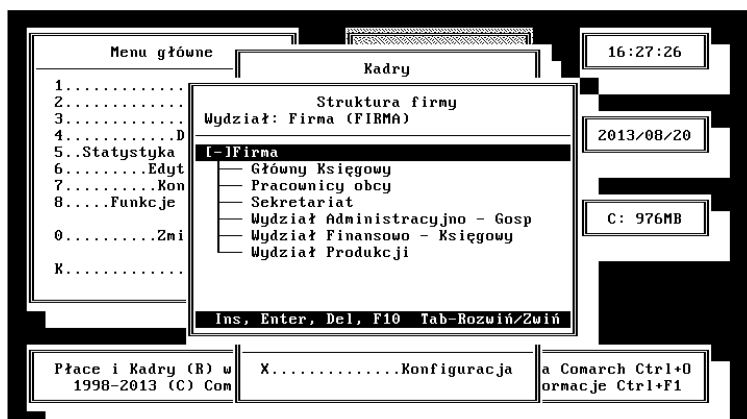 Menu główne
Kadry
16:27:26
1.............
2.............
3.............
4............D
5..Statystyka
6.........Edyt
7..........Kon
8.....Funkcje
0..........Zmi
K.............
Struktura firmy
Wydział: Firma (FIRMA)
[-]Firma
Główny Księgowy
Pracownicy obcy
Sekretariat
Wydział Administracyjno - Gosp
Wydział Finansowo - Księgowy
Wydział Produkcji
Ins, Enter, Del, F10 Tab-Rozwiń/Zwiń
2013/08/20
C: 976MB
Płace i Kadry (R) w
1998-2013 (C) Com
X..............Konfiguracja
a Comarch Ctrl+O
ormacje Ctrl+F1